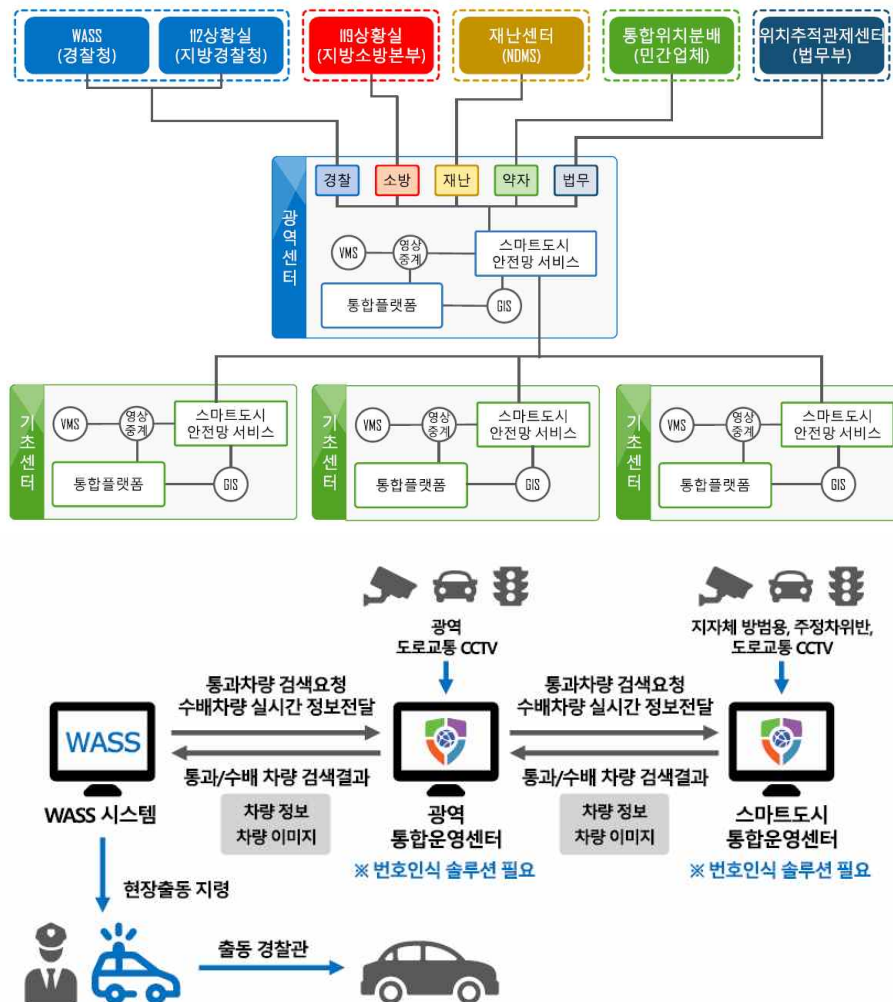 WASS
(경찰청)
112상황실
(지방경찰청)
119상황실
(지방소방본부)
재난센터
(NDMS)
통합위치분배
(민간업체)
위치추적관제센터
(법무부)
광역센터
경찰
소방
재난
약자
법무
VMS
영상
중계
스마트도시
안전망 서비스
통합플랫폼
GIS
기초센터
VMS
영상
중계
스마트도시
안전망 서비스
통합플랫폼
GIS
기초센터
VMS
영상
중계
스마트도시
안전망 서비스
통합플랫폼
GIS
기초센터
VMS
영상
중계
스마트도시
안전망 서비스
통합플랫폼
GIS
광역
도로교통 CCTV
지자체 방범용, 주정차위반,
도로교통 CCTV
통과차량 검색요청
수배차량 실시간 정보전달
통과차량 검색요청
수배차량 실시간 정보전달
WASS
통과/수배 차량 검색결과
통과/수배 차량 검색결과
WASS 시스템
차량 정보
차량 이미지
광역
통합운영센터
차량 정보
차량 이미지
스마트도시
통합운영센터
※ 번호인식 솔루션 필요
※ 번호인식 솔루션 필요
현장출동 지령
출동 경찰관